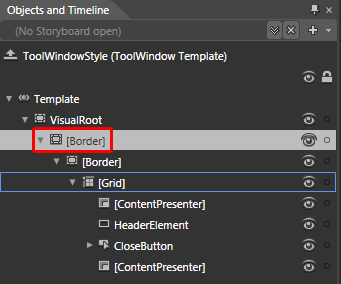 Objects and Timeline
(No Storyboard open)
ToolWindowStyle (ToolWindow Template)
Template
VisualRoot
[Border]
[Border]
[Grid]
[ContentPresenter]
HeaderElement
CloseButton
[ContentPresenter]